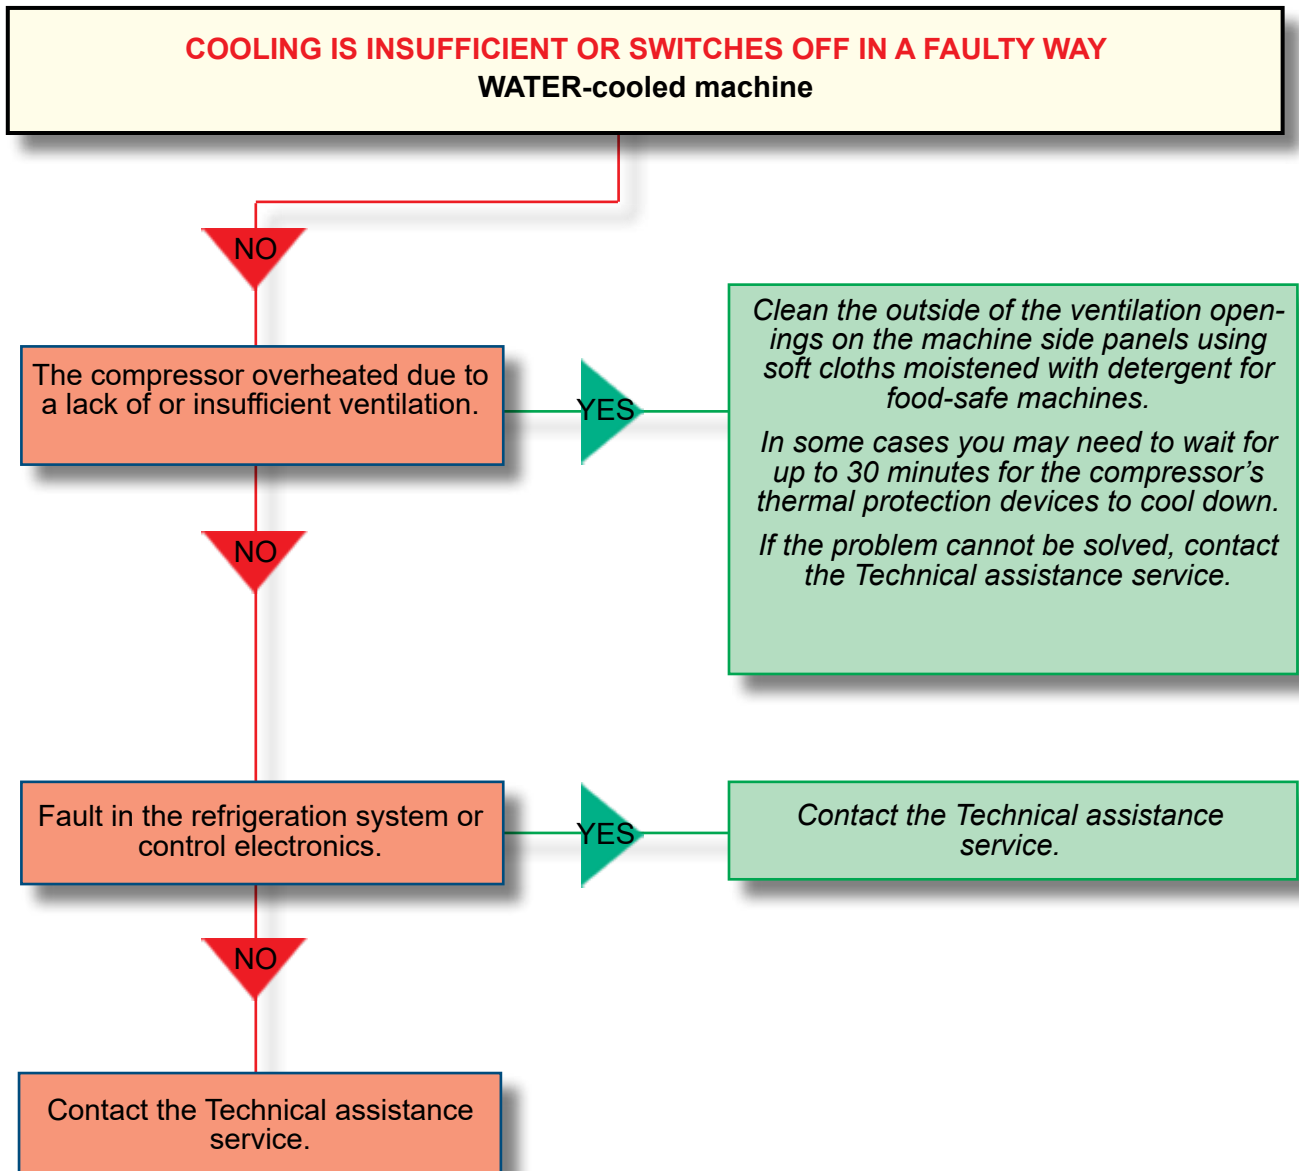 COOLING IS INSUFFICIENT OR SWITCHES OFF IN A FAULTY WAY
WATER-cooled machine
NO
The compressor overheated due to
a lack of or insufficient ventilation.
YES
Clean the outside of the ventilation open-
ings on the machine side panels using
soft cloths moistened with detergent for
food-safe machines.
In some cases you may need to wait for
up to 30 minutes for the compressor’s
thermal protection devices to cool down.
If the problem cannot be solved, contact
the Technical assistance service.
NO
Fault in the refrigeration system or
control electronics.
YES
Contact the Technical assistance
service.
NO
Contact the Technical assistance
service.